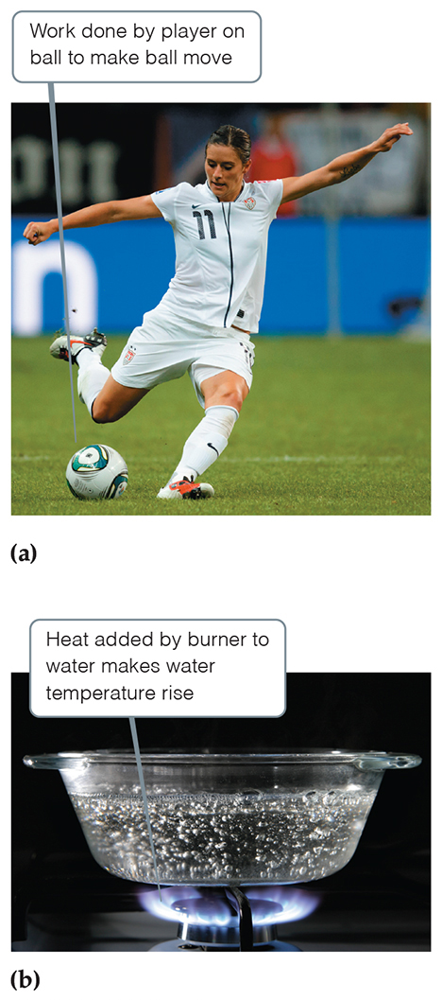 Work done by player on
ball to make ball move
11
n
(a)
Heat added by burner to
water makes water
temperature rise
(b)